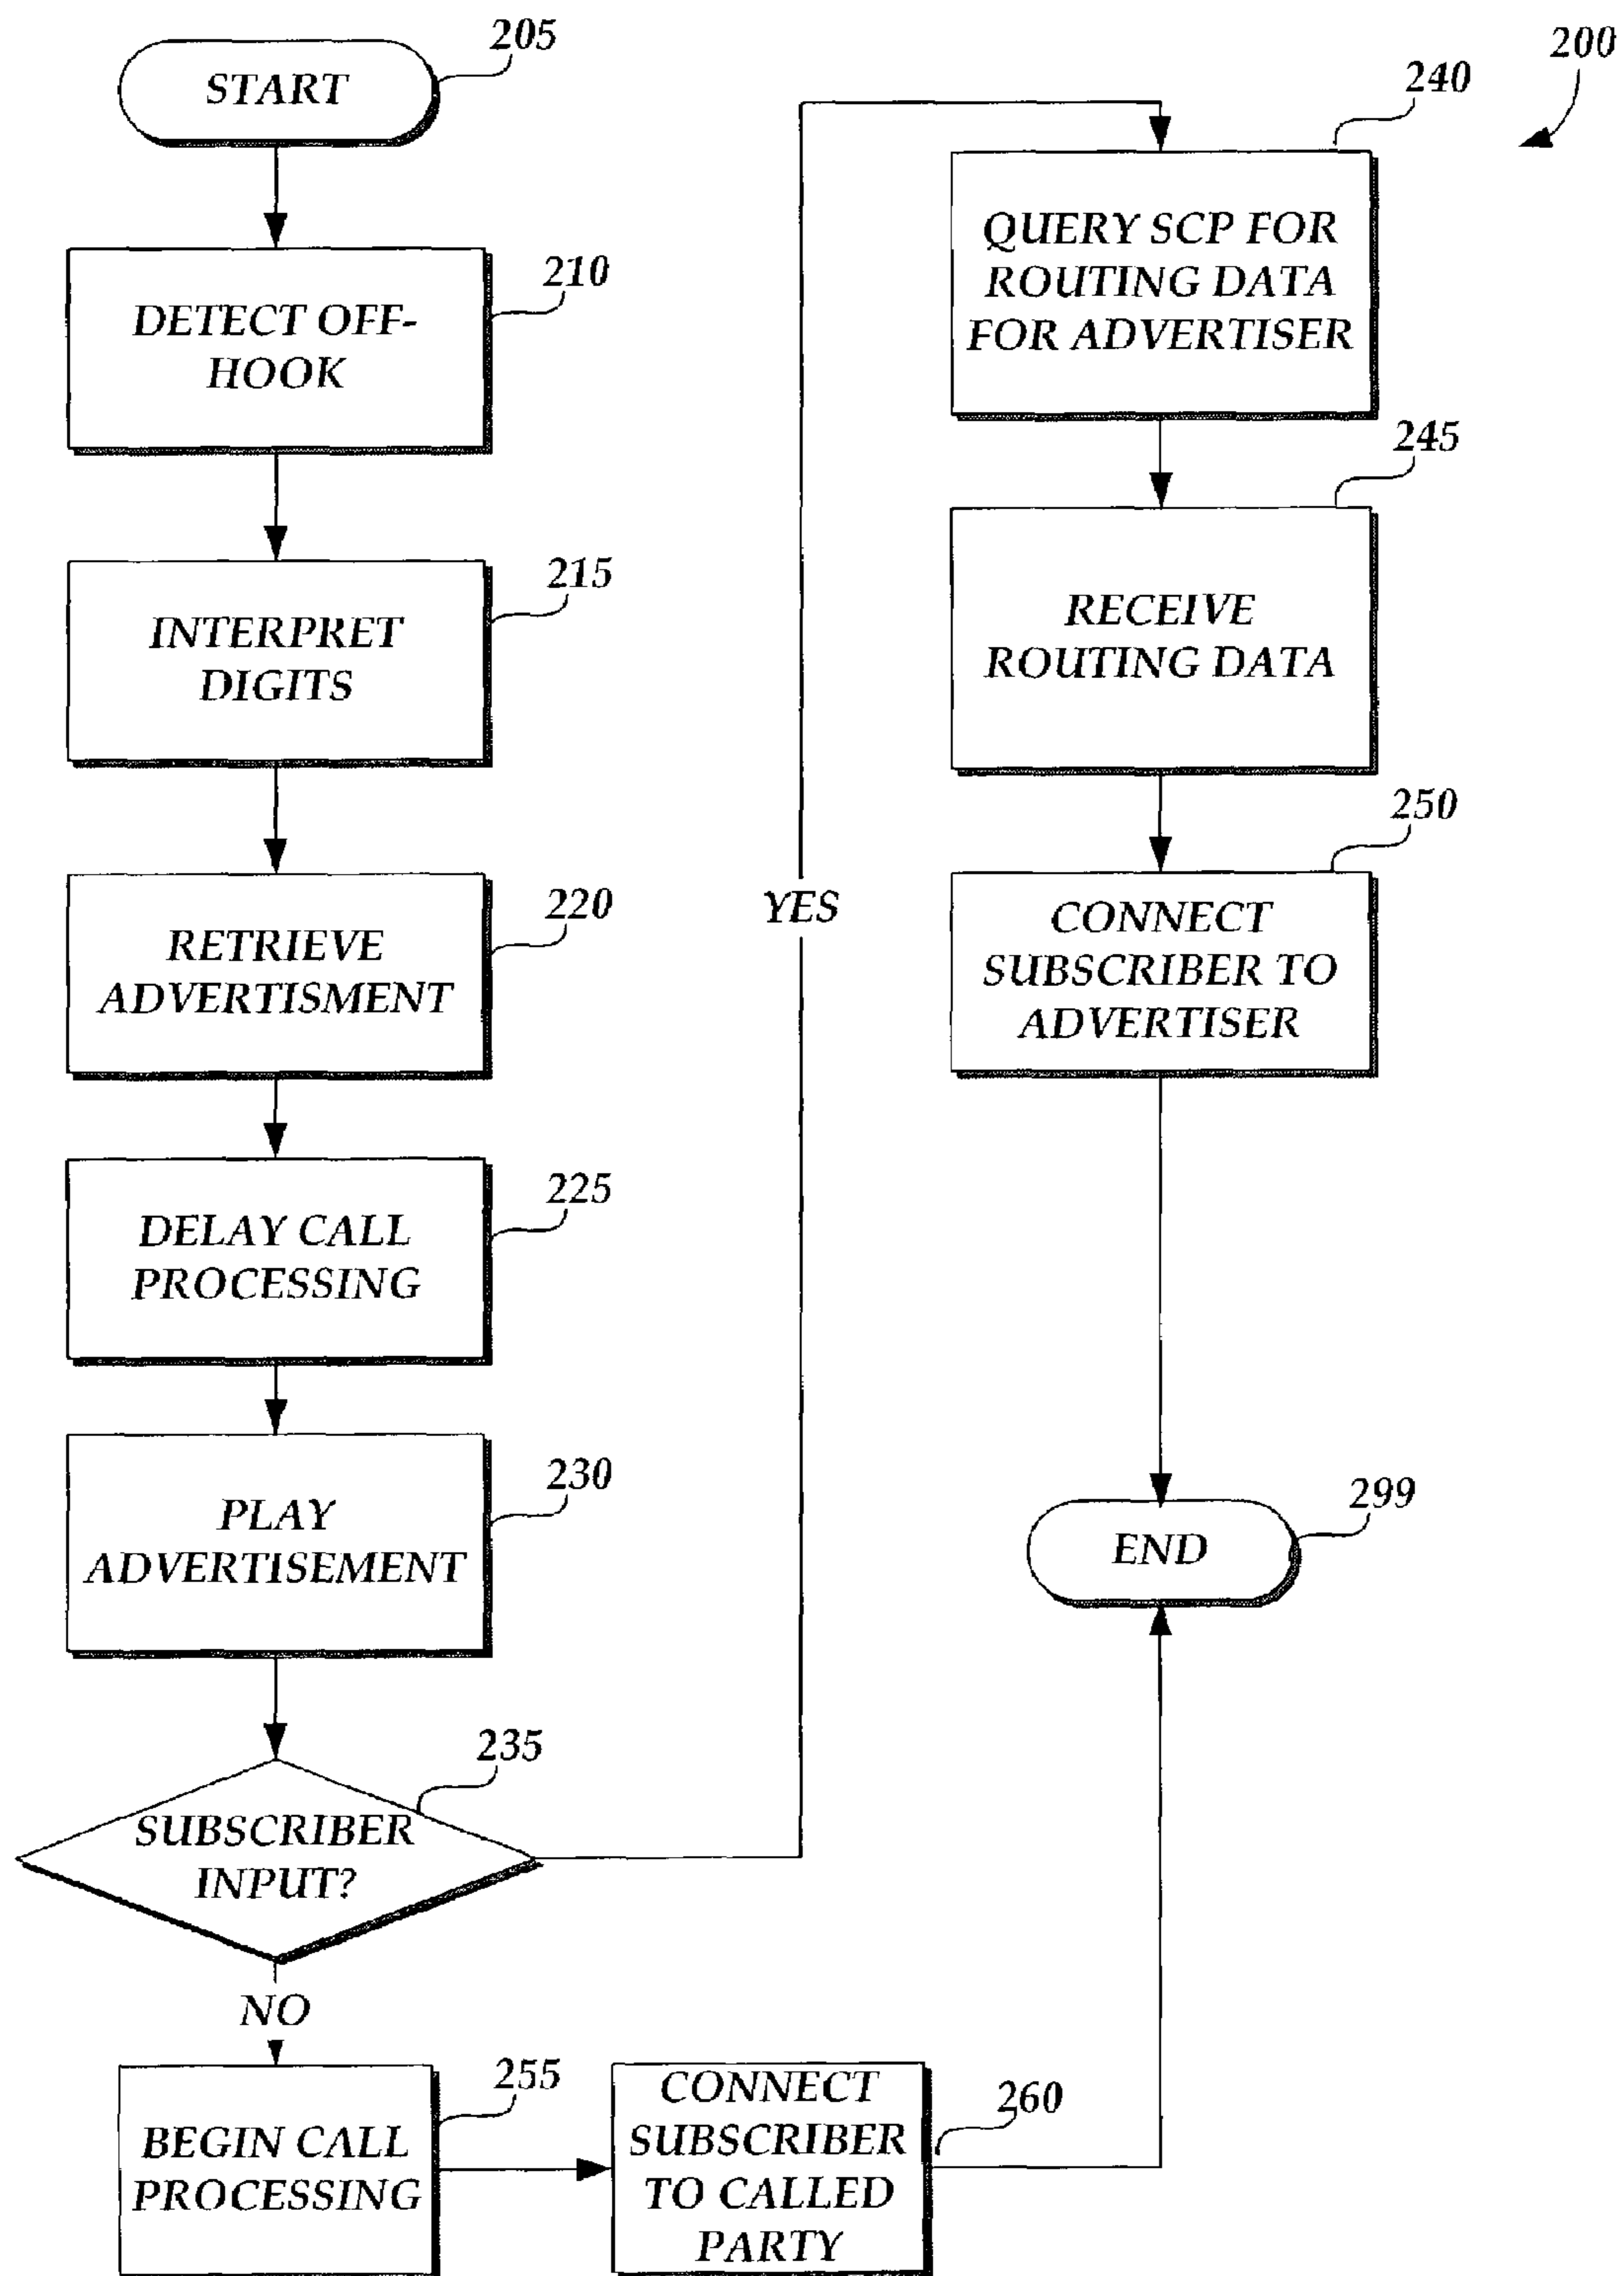 205
START
210
DETECT OFF-
HOOK
215
INTERPRET
DIGITS
220
RETRIEVE
ADVERTISMENT
225
DELAY CALL
PROCESSING
230
PLAY
ADVERTISEMENT
235
SUBSCRIBER
INPUT?
NO
255
BEGIN CALL
PROCESSING
260
CONNECT
SUBSCRIBER
TO CALLED
PARTY
YES
200
240
QUERY SCP FOR
ROUTING DATA
FOR ADVERTISER
245
RECEIVE
ROUTING DATA
250
CONNECT
SUBSCRIBER TO
ADVERTISER
299
END